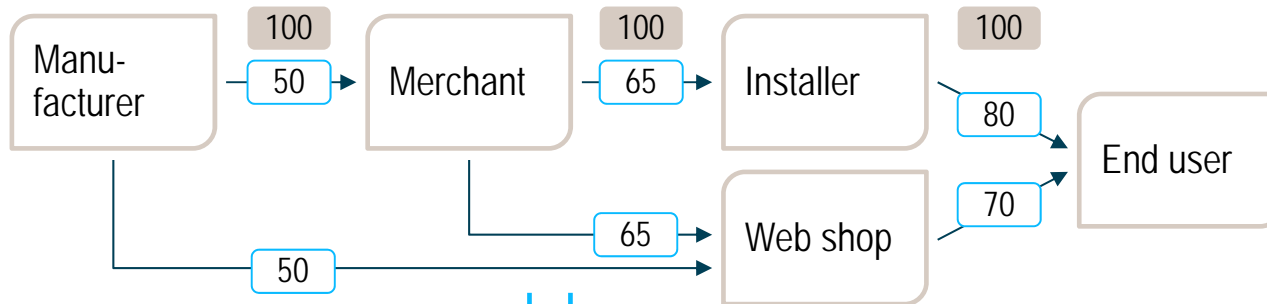 100
100
100
Manu-
facturer
50
Merchant
65
Installer
80
End user
70
65
Web shop
50